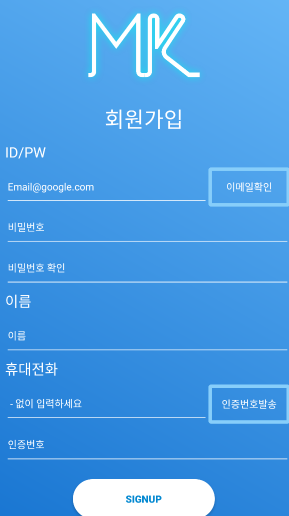 MK
회원가입
ID/PW
Email@google.com
이메일확인
비밀번호
비밀번호 확인
이름
이름
휴대전화
- 없이 입력하세요
인증번호발송
인증번호
SIGNUP